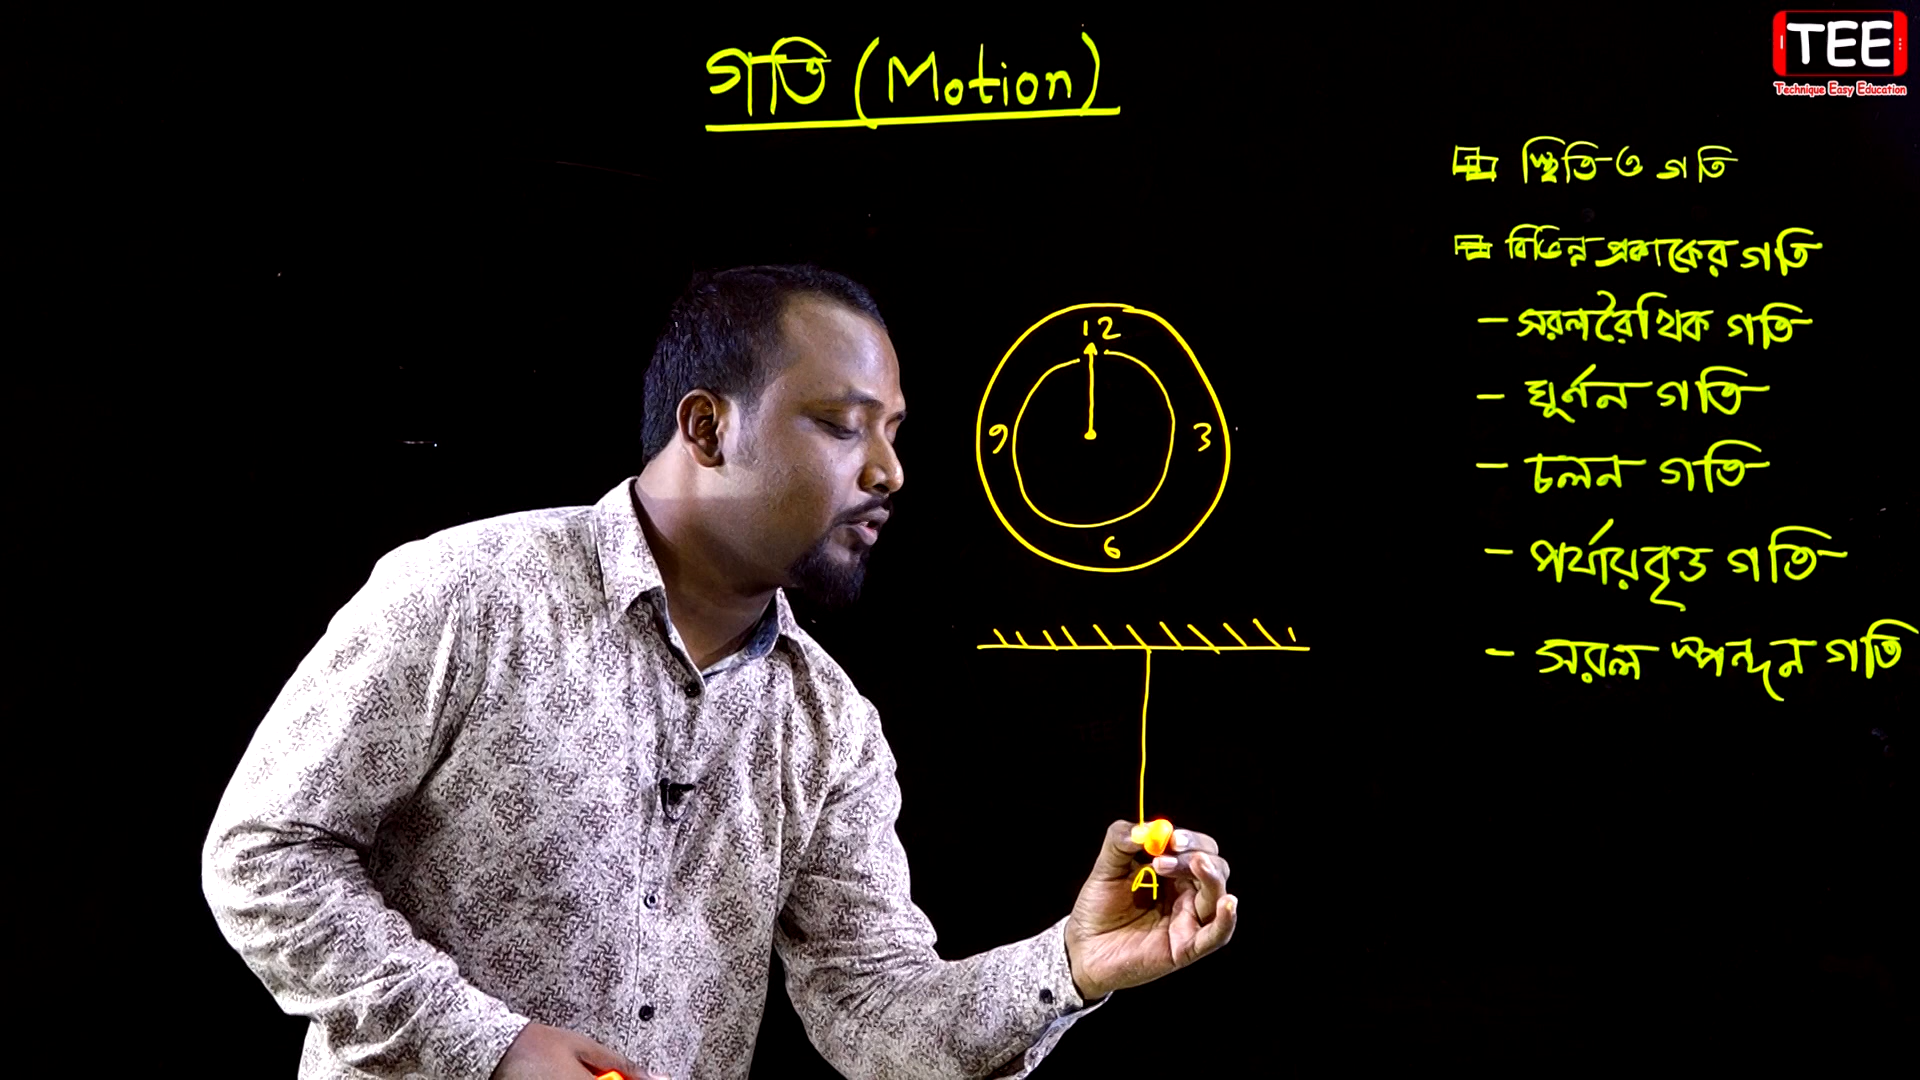 গতি (Motion)
TEE
Technique Easy Education
স্থিতি ও গতি
বিভিন্ন প্রকারের গতি
- সরলরৈখিক গতি
- ঘূর্ণন গতি
- চলন গতি
- পর্যায়বৃত্ত গতি
- সরল স্পন্দন গতি
12
9
3
6
A